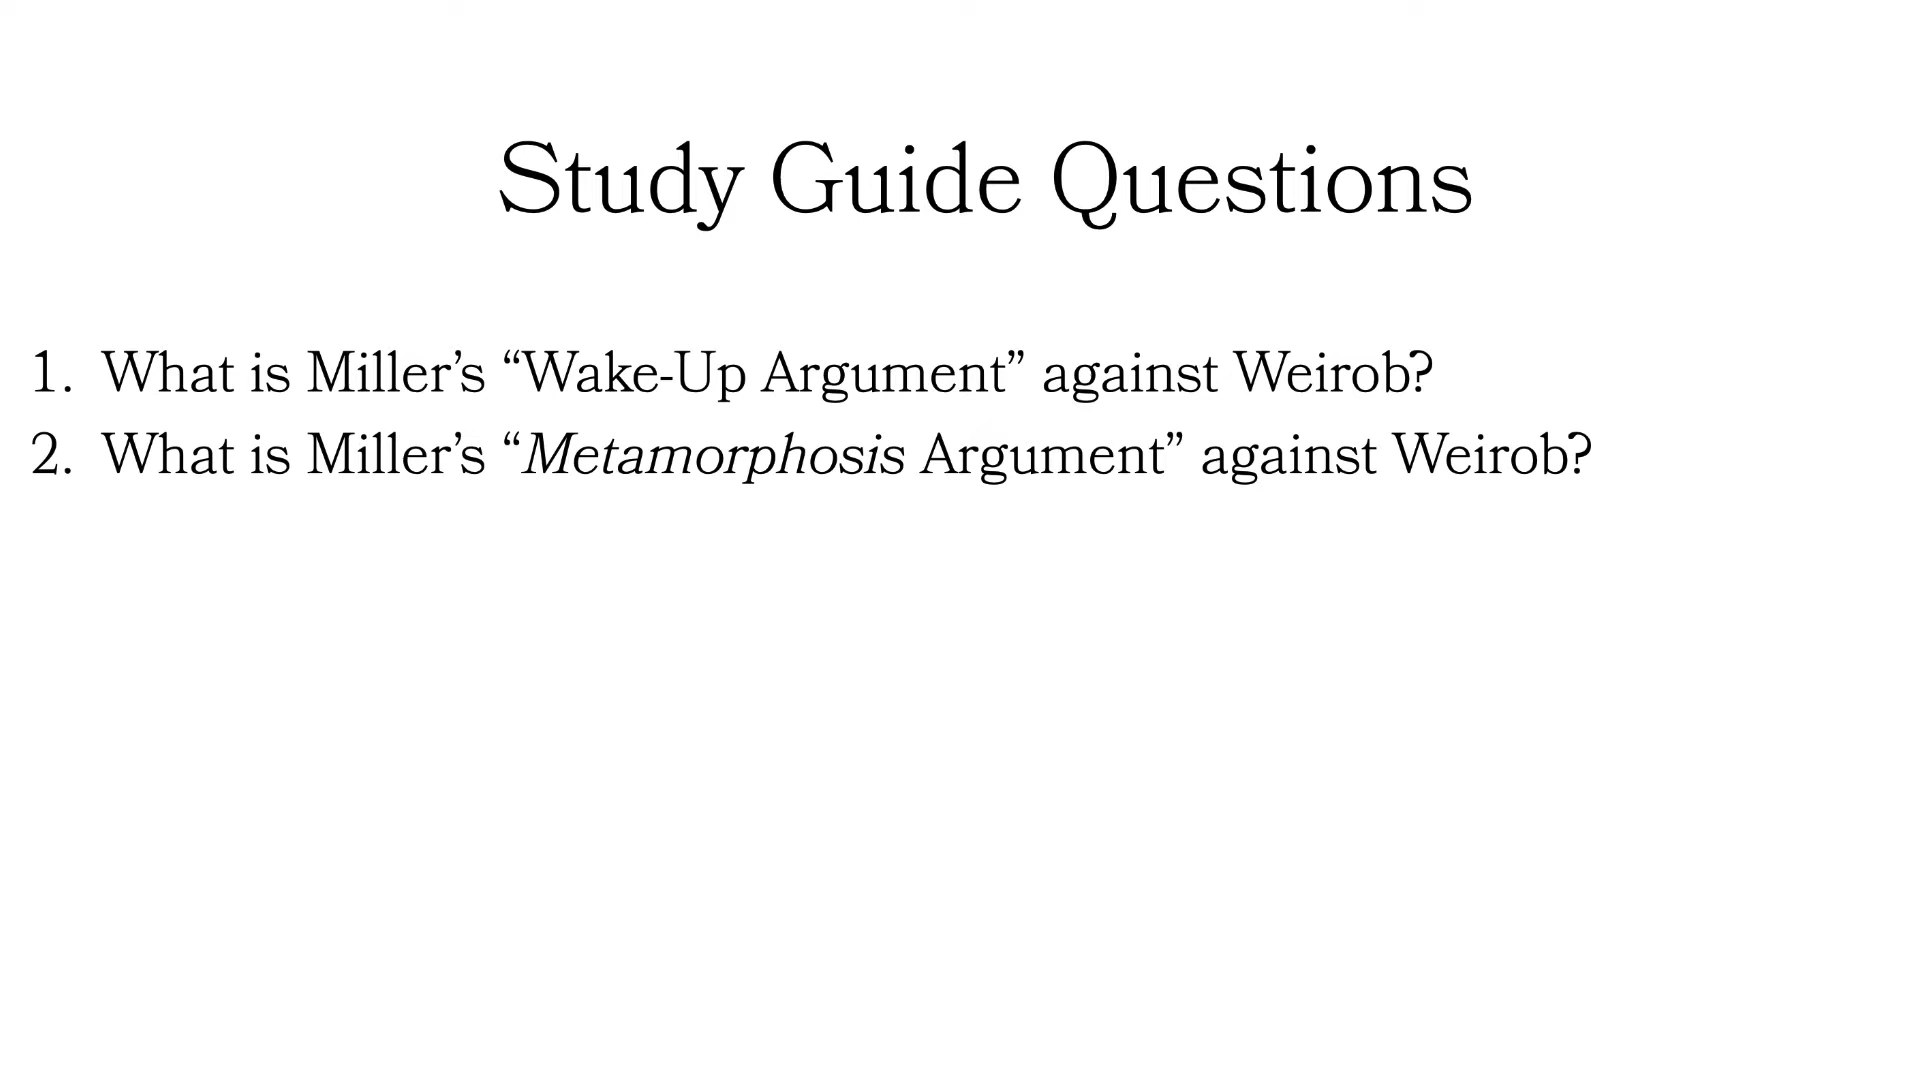 Study Guide Questions
1. What is Miller’s “Wake-Up Argument” against Weirob?
2. What is Miller’s “Metamorphosis Argument” against Weirob?